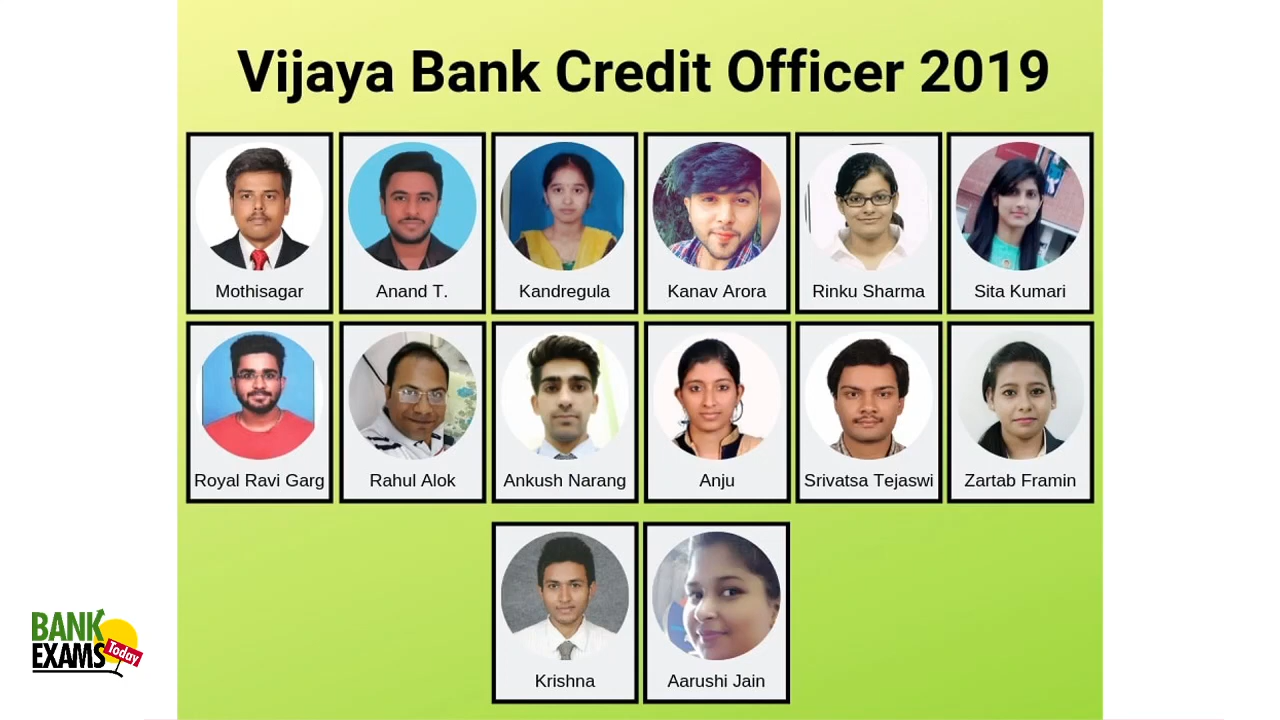 Vijaya Bank Credit Officer 2019
Mothisagar
Anand T.
Kandregula
Kanav Arora
Rinku Sharma
Sita Kumari
Royal Ravi Garg
Rahul Alok
Ankush Narang
Anju
Srivatsa Tejaswi
Zartab Framin
Krishna
Aarushi Jain
BANK
EXAMS
Today